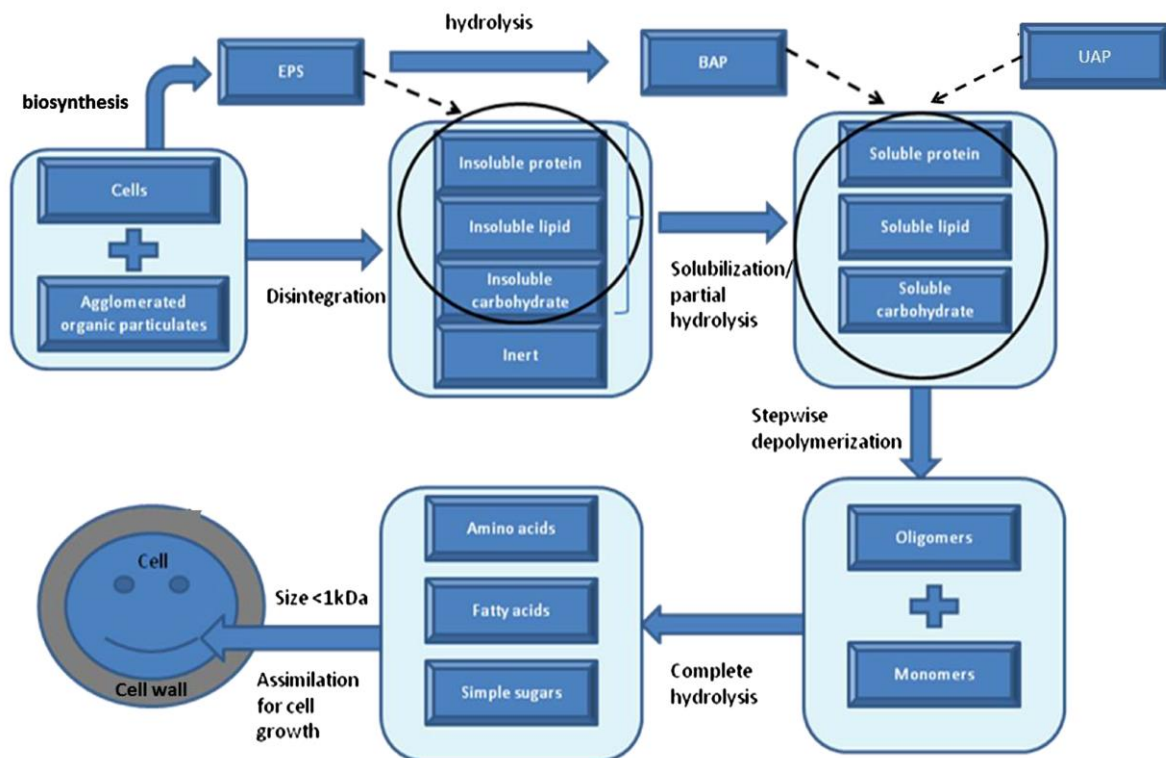 hydrolysis
EPS
BAP
UAP
biosynthesis
Cells
Agglomerated
organic particulates
Disintegration
Insoluble protein
Insoluble lipid
Insoluble
carbohydrate
Inert
Solubilization/
partial
hydrolysis
Soluble protein
Soluble lipid
Soluble
carbohydrate
Stepwise
depolymerization
Oligomers
Monomers
Complete
hydrolysis
Amino acids
Fatty acids
Simple sugars
Size <1kDa
Assimilation
for cell
growth
Cell
Cell wall